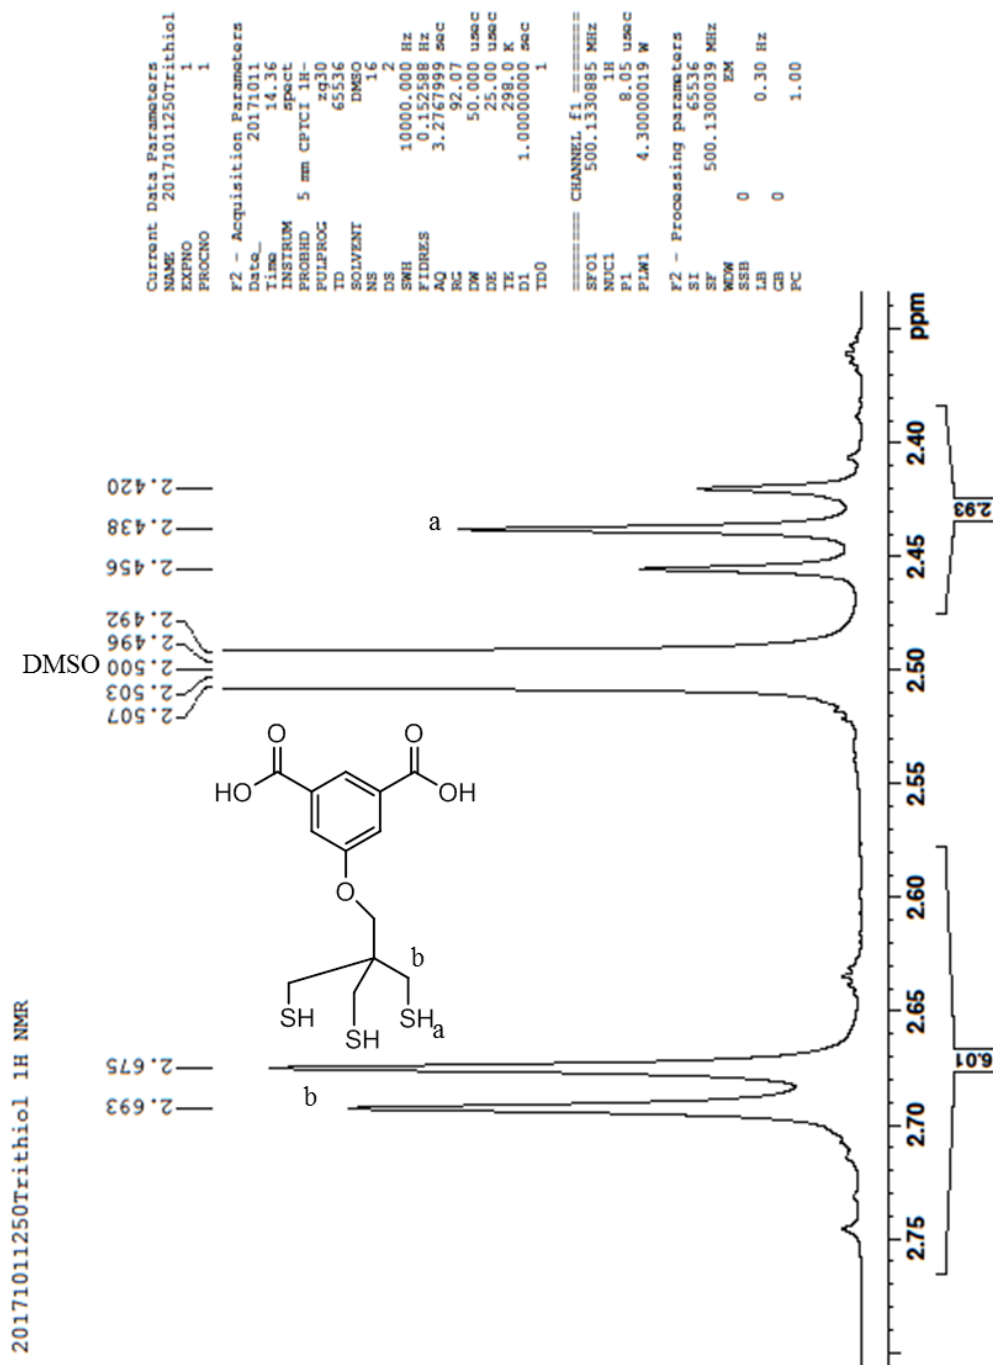 20171011250Trithiol 1H NMR
Current Data Parameters
NAME 20171011250Trithiol
EXPNO 1
PROCNO 1
F2 - Acquisition Parameters
Date_ 20171011
Time 14.36
INSTRUM spect
PROBHD 5 mm CPTCI 1H-
PULPROG zg30
TD 65536
SOLVENT DMSO
NS 16
DS 2
SWH 10000.000 Hz
FIDRES 0.152588 Hz
AQ 3.2767999 sec
RG 92.07
DW 50.000 usec
DE 25.00 usec
TE 298.0 K
D1 1.00000000 sec
TD0 1
======== CHANNEL f1 ========
SFO1 500.1330885 MHz
NUC1 1H
P1 8.05 usec
PLW1 4.30000019 W
F2 - Processing parameters
SI 65536
SF 500.1300039 MHz
WDW EM
SSB 0
LB 0.30 Hz
GB 0
PC 1.00
2.693
2.675
2.507
2.503
2.500
2.496
2.492
2.456
2.438
2.420
DMSO
a
b
O
O
HO
OH
O
b
SH
SH
SH
a
2.75
2.70
2.65
2.60
2.55
2.50
2.45
2.40
ppm
6.01
2.93